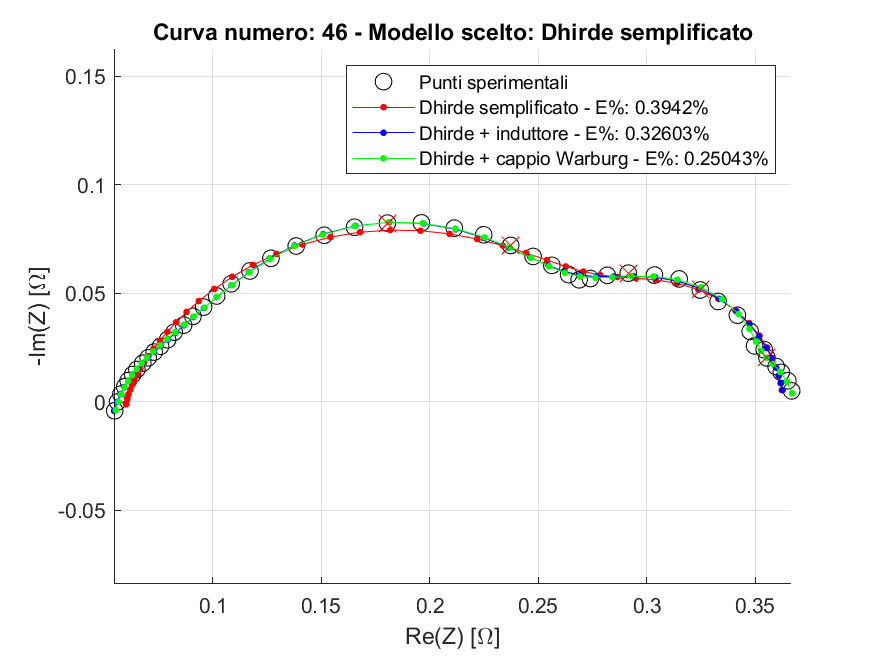 Curva numero: 46 - Modello scelto: Dhirde semplificato
Punti sperimentali
Dhirde semplificato - E%: 0.3942%
Dhirde + induttore - E%: 0.32603%
Dhirde + cappio Warburg - E%: 0.25043%
0.15
0.1
0.05
0
-0.05
-Im(Z) [Ω]
0.1 0.15 0.2 0.25 0.3 0.35
Re(Z) [Ω]